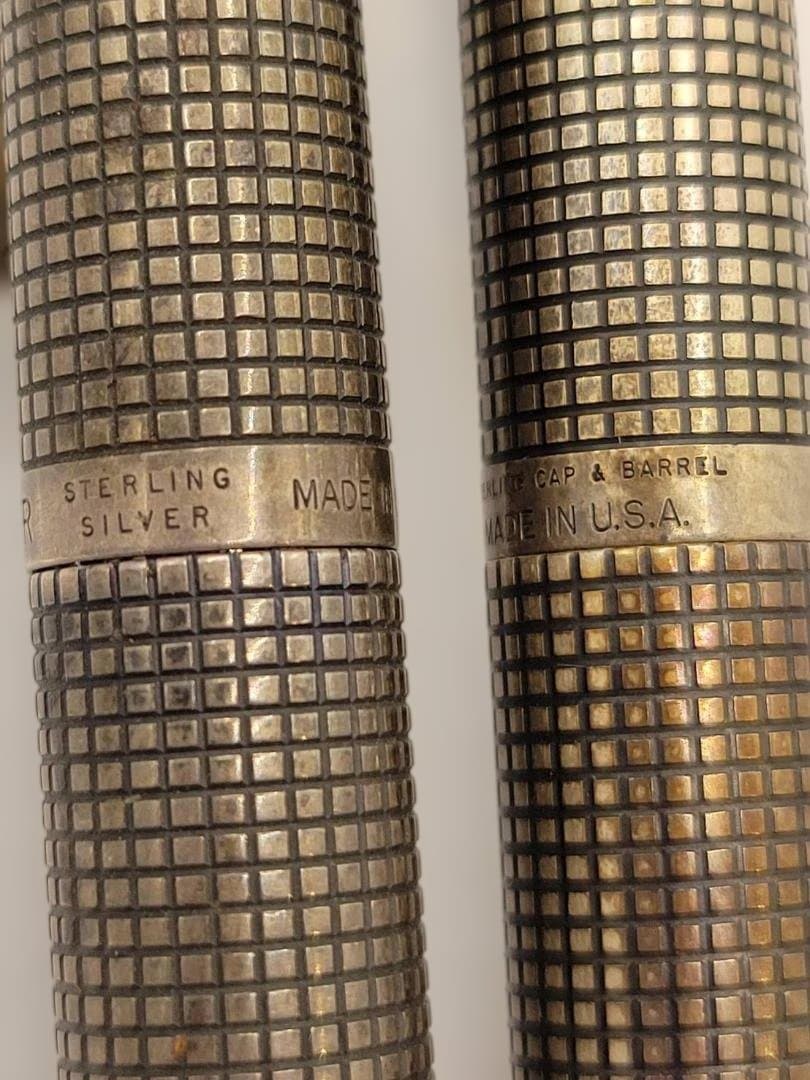 R STERLING SILVER MADE
CAP & BARREL
MADE IN U.S.A.